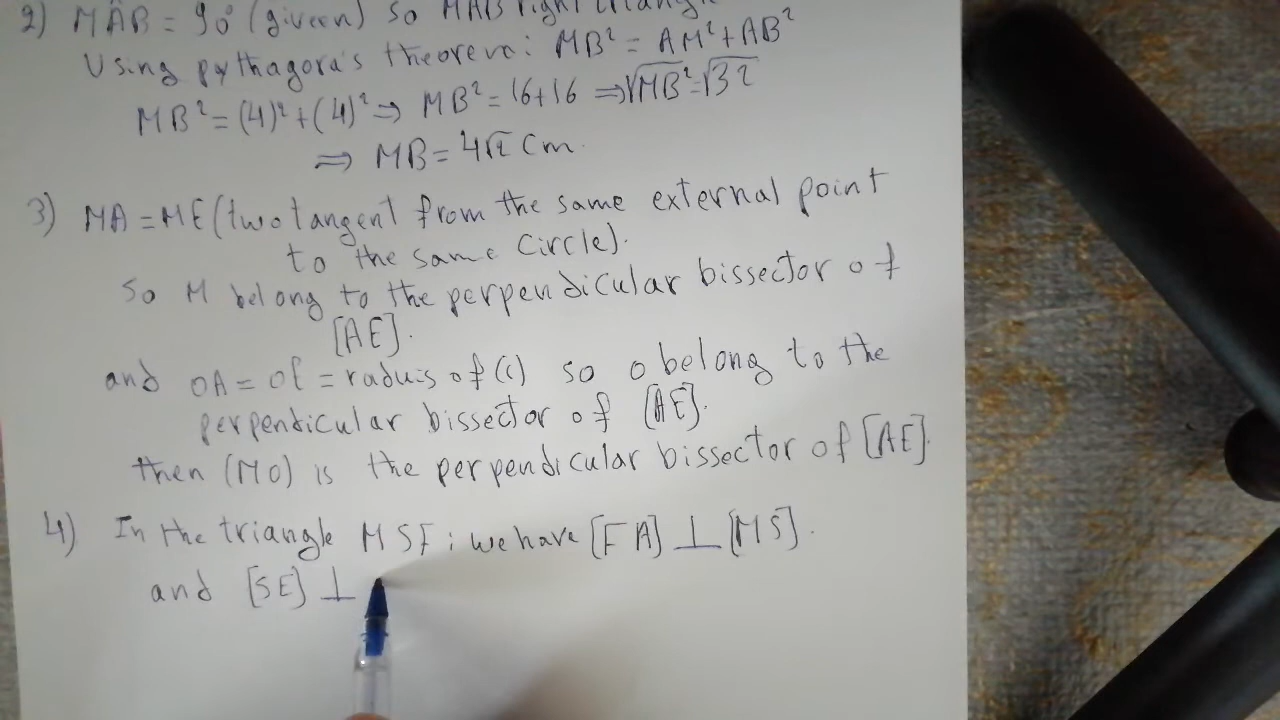 2) MÂB = 90° (given) so MAB right triangle
Using pythagora's theorem: MB² = AM² + AB²
MB² = (4)² + (4)² ⇒ MB² = 16+16 ⇒ √MB² = √32
⇒ MB = 4√2 cm.
3) MA = ME (two tangent from the same external point
to the same circle).
so M belong to the perpendicular bissector of
[AE].
and OA = OE = raduis of (C) so O belong to the
perpendicular bissector of [AE].
then (MO) is the perpendicular bissector of [AE].
4) In the triangle MSF: we have [FA] ⊥ [MS].
and [SE] ⊥